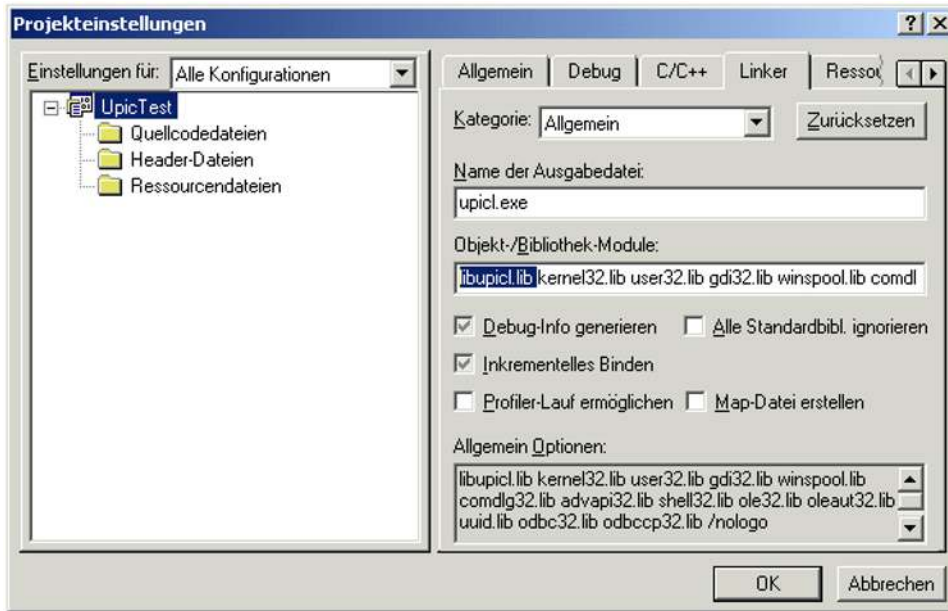 Projekteinstellungen
Einstellungen für: Alle Konfigurationen
UpicTest
Quellcodedateien
Header-Dateien
Ressourcendateien
Allgemein Debug C/C++ Linker
Kategorie: Allgemein Zurücksetzen
Name der Ausgabedatei:
upicl.exe
Objekt-/Bibliothek-Module:
libupicl.lib kernel32.lib user32.lib gdi32.lib winspool.lib comdl
Debug-Info generieren Alle Standardbibl. ignorieren
Inkrementelles Binden
Profiler-Lauf ermöglichen Map-Datei erstellen
Allgemein Optionen:
libupicl.lib kernel32.lib user32.lib gdi32.lib winspool.lib
comdlg32.lib advapi32.lib shell32.lib ole32.lib oleaut32.lib
uuid.lib odbc32.lib odbccp32.lib /nologo
OK Abbrechen